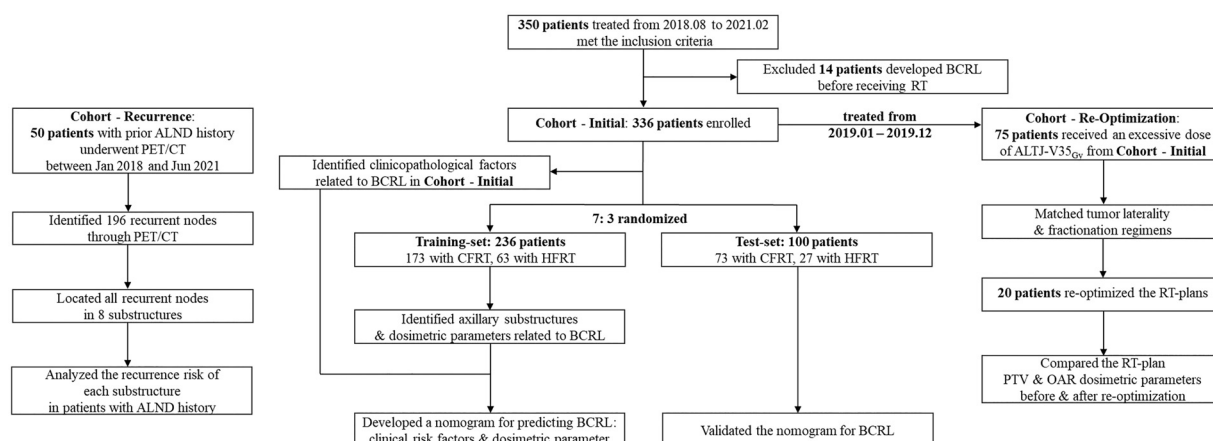 350 patients treated from 2018.08 to 2021.02
met the inclusion criteria
Excluded 14 patients developed BCRL
before receiving RT
Cohort - Recurrence:
50 patients with prior ALND history
underwent PET/CT
between Jan 2018 and Jun 2021
Identified 196 recurrent nodes
through PET/CT
Located all recurrent nodes
in 8 substructures
Analyzed the recurrence risk of
each substructure
in patients with ALND history
Cohort - Initial: 336 patients enrolled
treated from
2019.01 – 2019.12
Identified clinicopathological factors
related to BCRL in Cohort - Initial
7: 3 randomized
Training-set: 236 patients
173 with CFRT, 63 with HFRT
Test-set: 100 patients
73 with CFRT, 27 with HFRT
Identified axillary substructures
& dosimetric parameters related to BCRL
Developed a nomogram for predicting BCRL:
clinical risk factors & dosimetric parameter
Validated the nomogram for BCRL
Cohort - Re-Optimization:
75 patients received an excessive dose
of ALTJ-V35Gy from Cohort - Initial
Matched tumor laterality
& fractionation regimens
20 patients re-optimized the RT-plans
Compared the RT-plan
PTV & OAR dosimetric parameters
before & after re-optimization